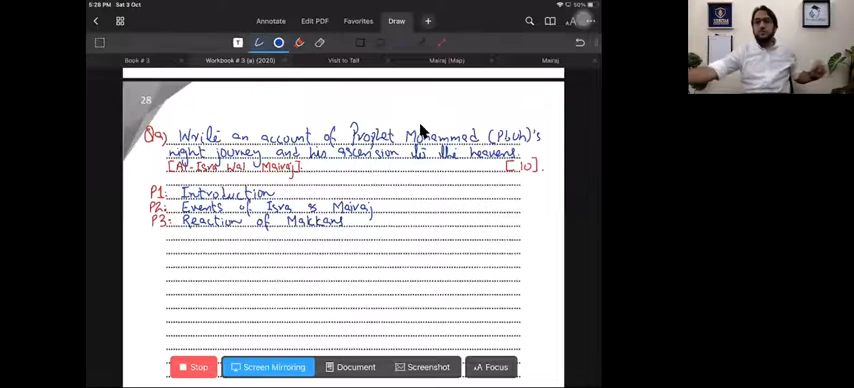 5:28 PM Sat 3 Oct 50%
Annotate Edit PDF Favorites Draw
Book # 3 Workbook # 3 (a) (2020) Visit to Taif Mairaj (Map) Mairaj
28
Qa) Write an account of Prophet Mohammad (PbUh)'s
night journey and his ascension to the heavens
[Al-Isra Wal Mairaj]. [10].
P1: Introduction
P2: Events of Isra & Mairaj
P3: Reaction of Makkans
Stop Screen Mirroring Document Screenshot Focus